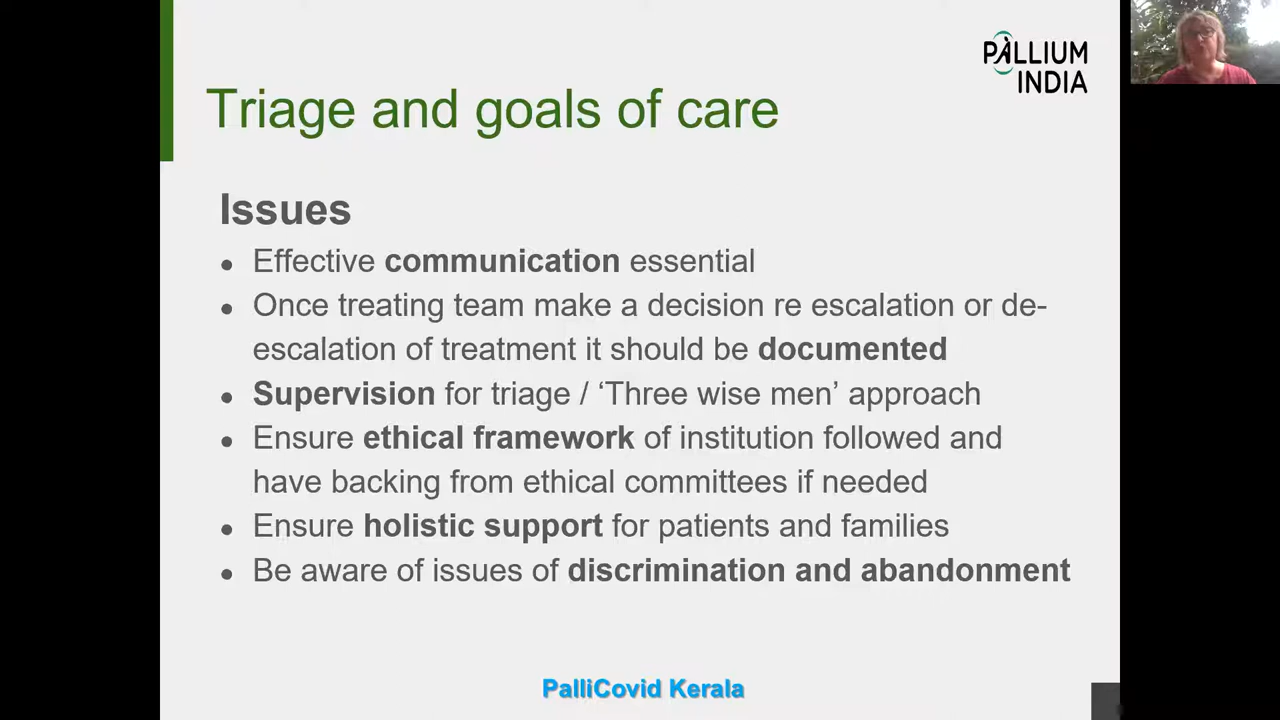 PALLIUM
INDIA
Triage and goals of care
Issues
● Effective communication essential
● Once treating team make a decision re escalation or de-
escalation of treatment it should be documented
● Supervision for triage / ‘Three wise men’ approach
● Ensure ethical framework of institution followed and
have backing from ethical committees if needed
● Ensure holistic support for patients and families
● Be aware of issues of discrimination and abandonment
PalliCovid Kerala